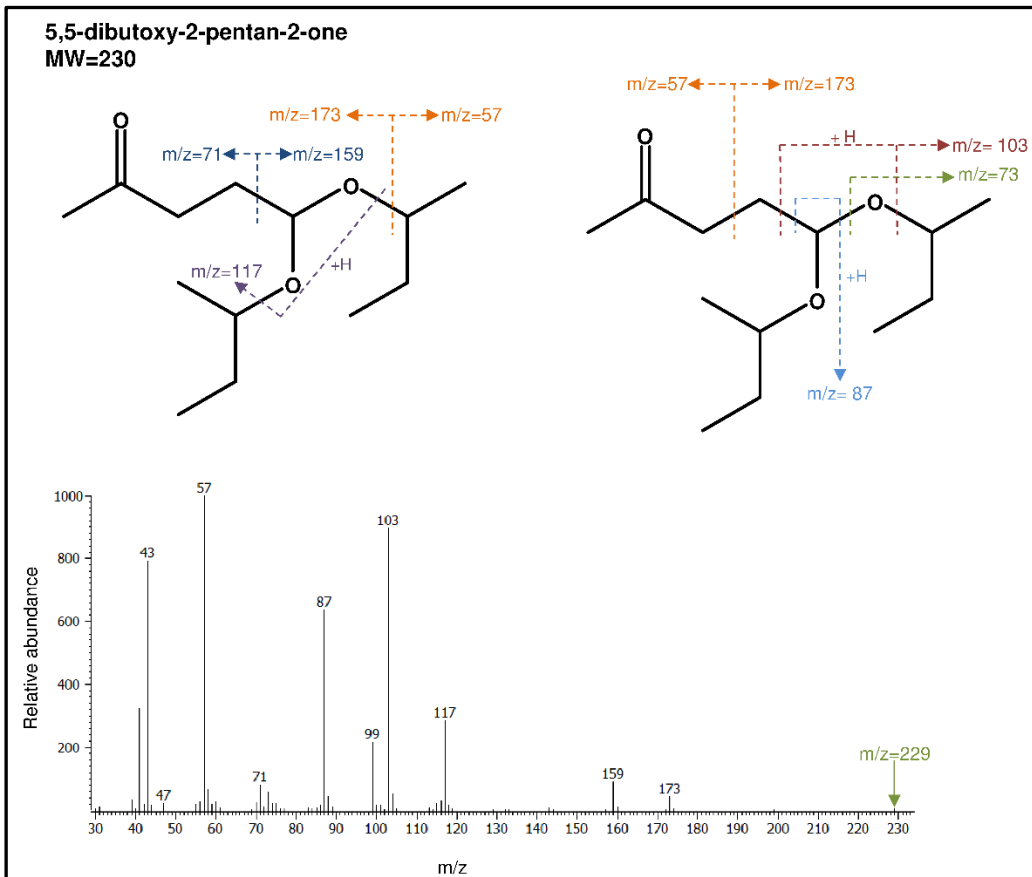 5,5-dibutoxy-2-pentan-2-one
MW=230
m/z=173
m/z=57
m/z=71
m/z=159
O
O
O
+H
m/z=117
m/z=57
m/z=173
+ H
m/z= 103
m/z=73
O
O
O
+H
m/z= 87
Relative abundance
1000
800
600
400
200
43
47
57
71
87
99
103
117
159
173
m/z=229
30 40 50 60 70 80 90 100 110 120 130 140 150 160 170 180 190 200 210 220 230
m/z